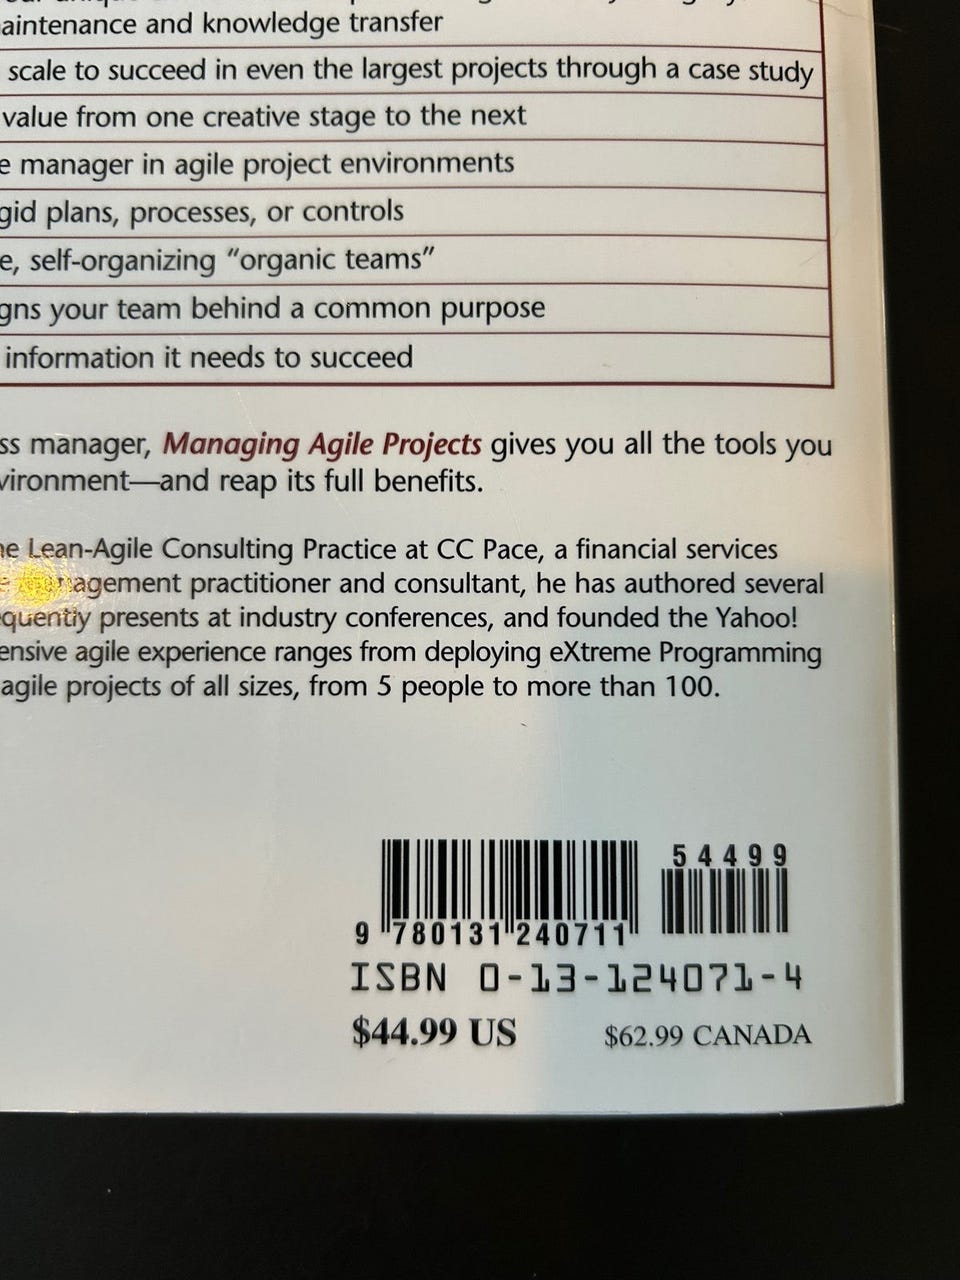 aintenance and knowledge transfer
scale to succeed in even the largest projects through a case study
value from one creative stage to the next
e manager in agile project environments
gid plans, processes, or controls
e, self-organizing “organic teams”
gns your team behind a common purpose
information it needs to succeed
ss manager, Managing Agile Projects gives you all the tools you
vironment—and reap its full benefits.
he Lean-Agile Consulting Practice at CC Pace, a financial services
management practitioner and consultant, he has authored several
equently presents at industry conferences, and founded the Yahoo!
ensive agile experience ranges from deploying eXtreme Programming
agile projects of all sizes, from 5 people to more than 100.
54499
9 780131 240711
ISBN 0-13-124071-4
$44.99 US $62.99 CANADA